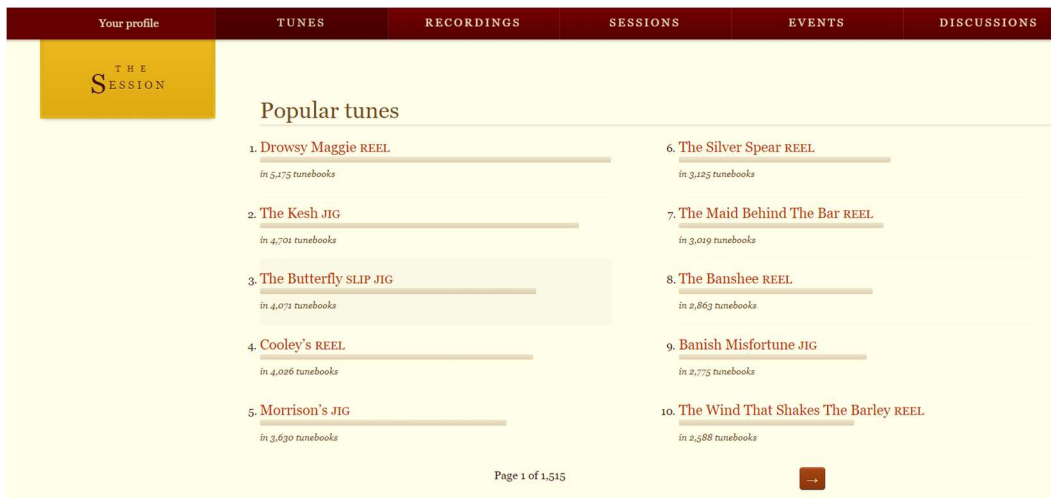 Your profile
TUNES
RECORDINGS
SESSIONS
EVENTS
DISCUSSIONS
THE
SESSION
Popular tunes
1. Drowsy Maggie REEL
in 5,175 tunebooks
2. The Kesh JIG
in 4,701 tunebooks
3. The Butterfly SLIP JIG
in 4,071 tunebooks
4. Cooley's REEL
in 4,026 tunebooks
5. Morrison's JIG
in 3,630 tunebooks
6. The Silver Spear REEL
in 3,125 tunebooks
7. The Maid Behind The Bar REEL
in 3,019 tunebooks
8. The Banshee REEL
in 2,863 tunebooks
9. Banish Misfortune JIG
in 2,775 tunebooks
10. The Wind That Shakes The Barley REEL
in 2,588 tunebooks
Page 1 of 1,515
→